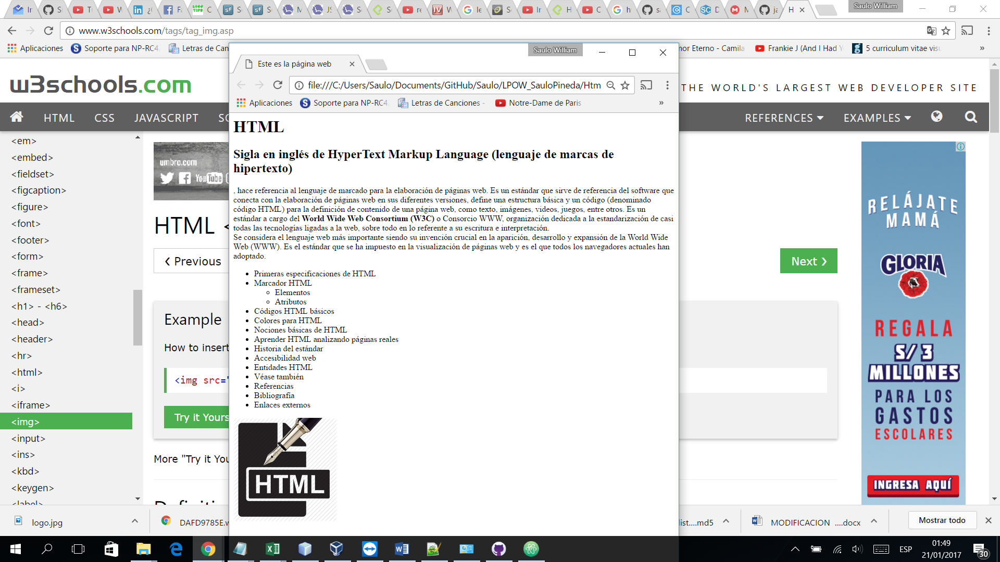 Saulo William
www.w3schools.com/tags/tag_img.asp
Aplicaciones
Soporte para NP-RC4
Letras de Can
mor Eterno - Camila
Frankie J (And I Had Y
5 curriculum vitae visu
»
Saulo William
Este es la página web
file:///C:/Users/Saulo/Documents/GitHub/Saulo/LPOW_SauloPineda/Htm
Aplicaciones
Soporte para NP-RC4
Letras de Canciones -
Notre-Dame de Paris
»
w3schools.com
THE WORLD'S LARGEST WEB DEVELOPER SITE
HTML
CSS
JAVASCRIPT
REFERENCES
EXAMPLES
<em>
<embed>
<fieldset>
<figcaption>
<figure>
<font>
<footer>
<form>
<frame>
<frameset>
<h1> - <h6>
<head>
<header>
<hr>
<html>
<i>
<iframe>
<img>
<input>
<ins>
<kbd>
<keygen>
<label>
umbro.com
YouTube
HTML <
‹ Previous
Next ›
Example
How to insert
<img src="
Try it Yours
More "Try it You
Definiti
HTML
Sigla en inglés de HyperText Markup Language (lenguaje de marcas de
hipertexto)
, hace referencia al lenguaje de marcado para la elaboración de páginas web. Es un estándar que sirve de referencia del software que
conecta con la elaboración de páginas web en sus diferentes versiones, define una estructura básica y un código (denominado
código HTML) para la definición de contenido de una página web, como texto, imágenes, videos, juegos, entre otros. Es un
estándar a cargo del World Wide Web Consortium (W3C) o Consorcio WWW, organización dedicada a la estandarización de casi
todas las tecnologías ligadas a la web, sobre todo en lo referente a su escritura e interpretación.
Se considera el lenguaje web más importante siendo su invención crucial en la aparición, desarrollo y expansión de la World Wide
Web (WWW). Es el estándar que se ha impuesto en la visualización de páginas web y es el que todos los navegadores actuales han
adoptado.
Primeras especificaciones de HTML
Marcador HTML
Elementos
Atributos
Códigos HTML básicos
Colores para HTML
Nociones básicas de HTML
Aprender HTML analizando páginas reales
Historia del estándar
Accesibilidad web
Entidades HTML
Véase también
Referencias
Bibliografía
Enlaces externos
HTML
RELÁJATE
MAMÁ
GLORIA
REGALA
S/ 3
MILLONES
PARA LOS
GASTOS
ESCOLARES
INGRESA AQUÍ
logo.jpg
DAFD9785E.w
list....md5
MODIFICACION ....docx
Mostrar todo
ESP
01:49
21/01/2017
30